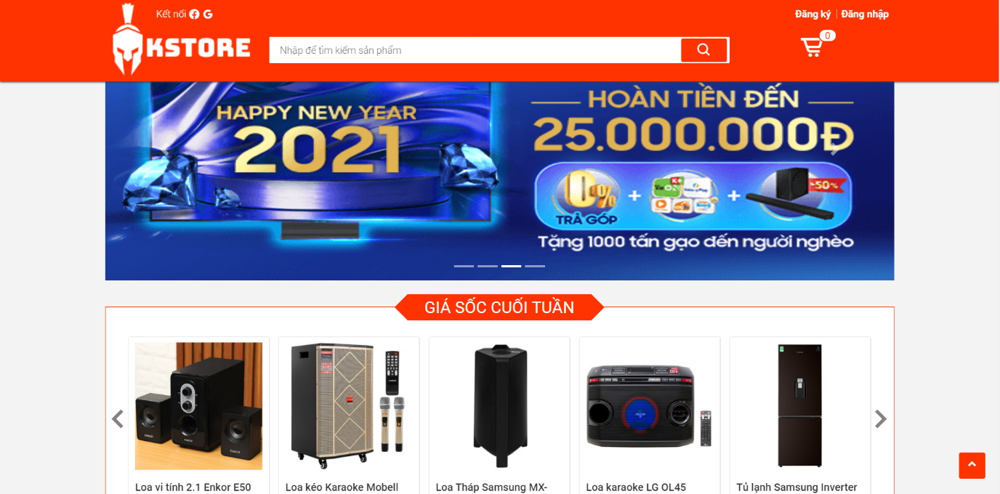 Kết nối
Đăng ký
Đăng nhập
KSTORE
Nhập để tìm kiếm sản phẩm
0
HAPPY NEW YEAR
2021
HOÀN TIỀN ĐẾN
25.000.000Đ
0%
TRẢ GÓP
+
K+
+
-50%
Tặng 1000 tấn gạo đến người nghèo
GIÁ SỐC CUỐI TUẦN
Loa vi tính 2.1 Enkor E50
Loa kéo Karaoke Mobell
Loa Tháp Samsung MX-
Loa karaoke LG OL45
Tủ lạnh Samsung Inverter